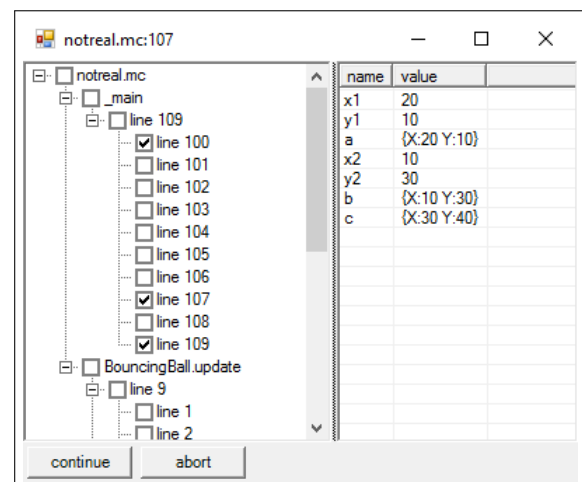 notreal.mc:107
notreal.mc
_main
line 109
line 100
line 101
line 102
line 103
line 104
line 105
line 106
line 107
line 108
line 109
BouncingBall.update
line 9
line 1
line 2
name value
x1 20
y1 10
a {X:20 Y:10}
x2 10
y2 30
b {X:10 Y:30}
c {X:30 Y:40}
continue abort